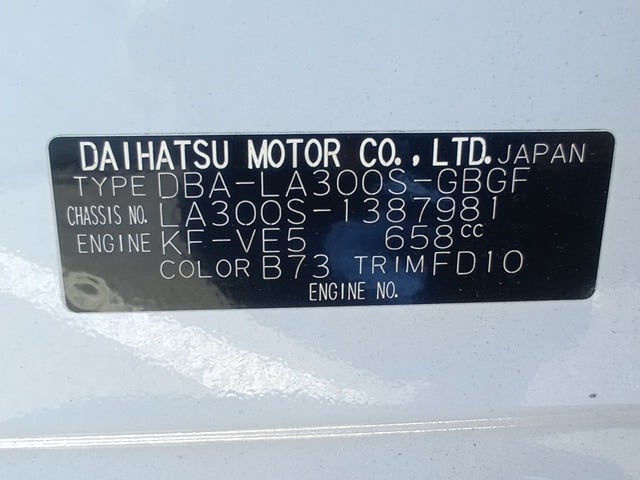 DAIHATSU MOTOR CO., LTD. JAPAN
TYPE DBA-LA300S-GBGF
CHASSIS NO. LA300S-1387981
ENGINE KF-VE5 658cc
COLOR B73 TRIM FD10
ENGINE NO.